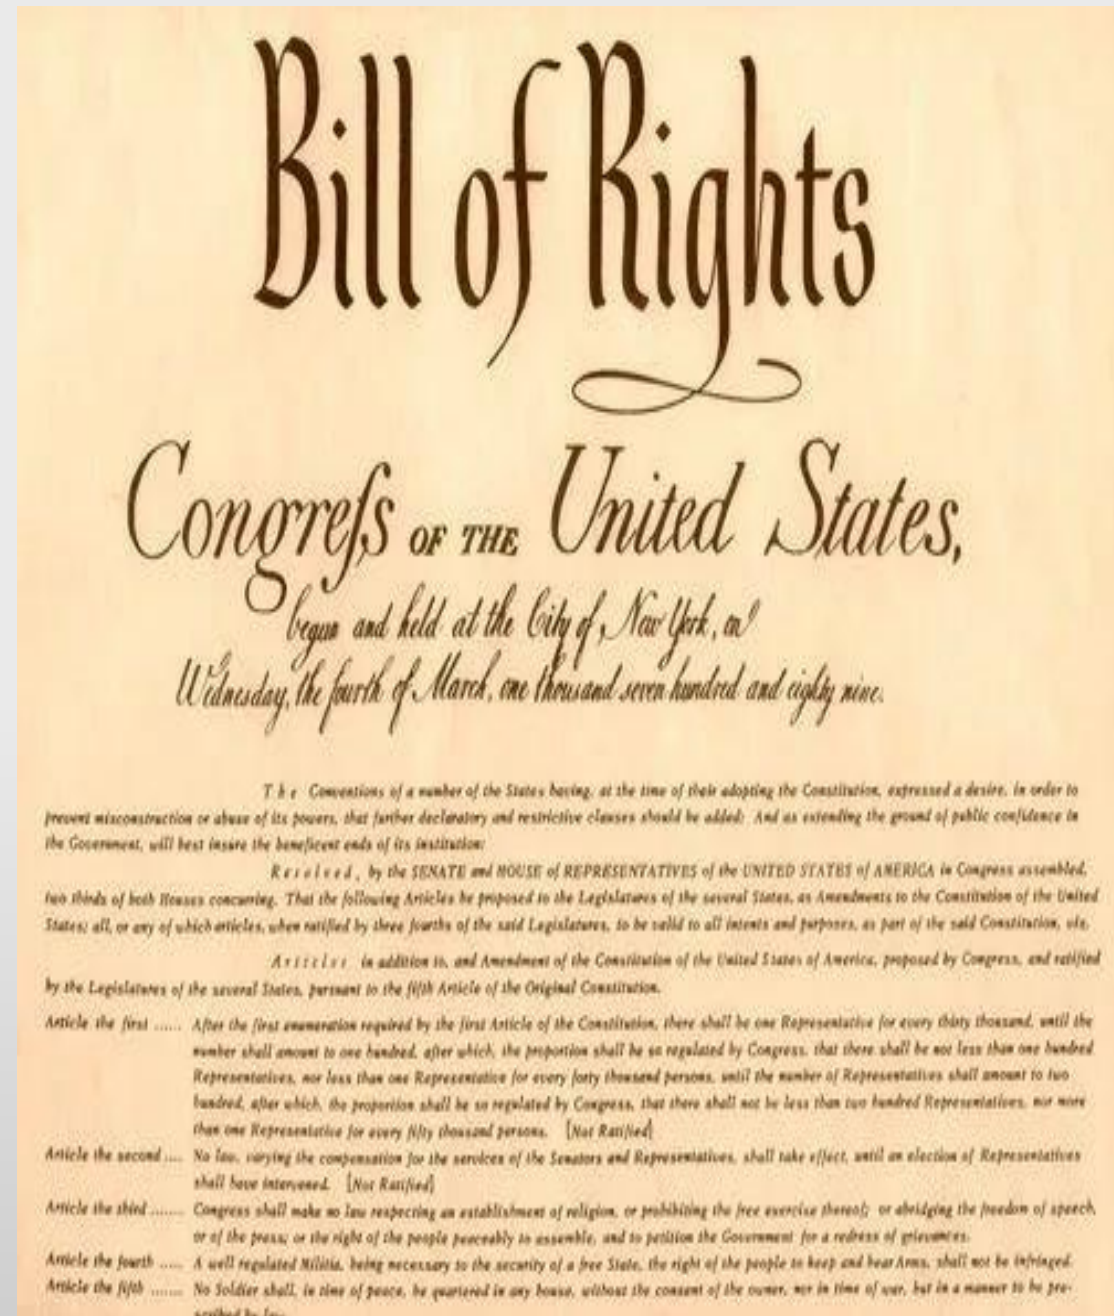 Bill of Rights
Congreſs OF THE United States,
begun and held at the City of New York, on
Wednesday, the fourth of March, one thousand seven hundred and eighty nine.
The Conventions of a number of the States having, at the time of their adopting the Constitution, expressed a desire, in order to
prevent misconstruction or abuse of its powers, that further declaratory and restrictive clauses should be added: And as extending the ground of public confidence in
the Government, will best insure the beneficent ends of its institution:
Resolved, by the SENATE and HOUSE of REPRESENTATIVES of the UNITED STATES of AMERICA in Congress assembled,
two thirds of both Houses concurring. That the following Articles be proposed to the Legislatures of the several States, as Amendments to the Constitution of the United
States; all, or any of which articles, when ratified by three fourths of the said Legislatures, to be valid to all intents and purposes, as part of the said Constitution, viz.
Articles in addition to, and Amendment of the Constitution of the United States of America, proposed by Congress, and ratified
by the Legislatures of the several States, pursuant to the fifth Article of the Original Constitution.
Article the first ...... After the first enumeration required by the first Article of the Constitution, there shall be one Representative for every thirty thousand, until the
number shall amount to one hundred, after which, the proportion shall be so regulated by Congress, that there shall be not less than one hundred
Representatives, nor less than one Representative for every forty thousand persons, until the number of Representatives shall amount to two
hundred, after which, the proportion shall be so regulated by Congress, that there shall not be less than two hundred Representatives, nor more
than one Representative for every fifty thousand persons. [Not Ratified]
Article the second .... No law, varying the compensation for the services of the Senators and Representatives, shall take effect, until an election of Representatives
shall have intervened. [Not Ratified]
Article the third ....... Congress shall make no law respecting an establishment of religion, or prohibiting the free exercise thereof; or abridging the freedom of speech,
or of the press; or the right of the people peaceably to assemble, and to petition the Government for a redress of grievances.
Article the fourth ..... A well regulated Militia, being necessary to the security of a free State, the right of the people to keep and bear Arms, shall not be infringed.
Article the fifth ....... No Soldier shall, in time of peace, be quartered in any house, without the consent of the owner, nor in time of war, but in a manner to be pre-
scribed by law.